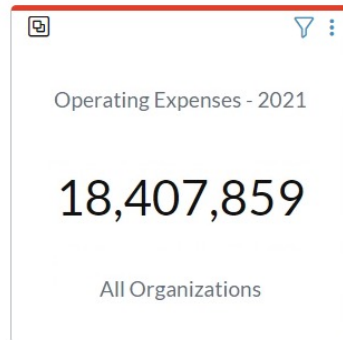 Operating Expenses - 2021
18,407,859
All Organizations